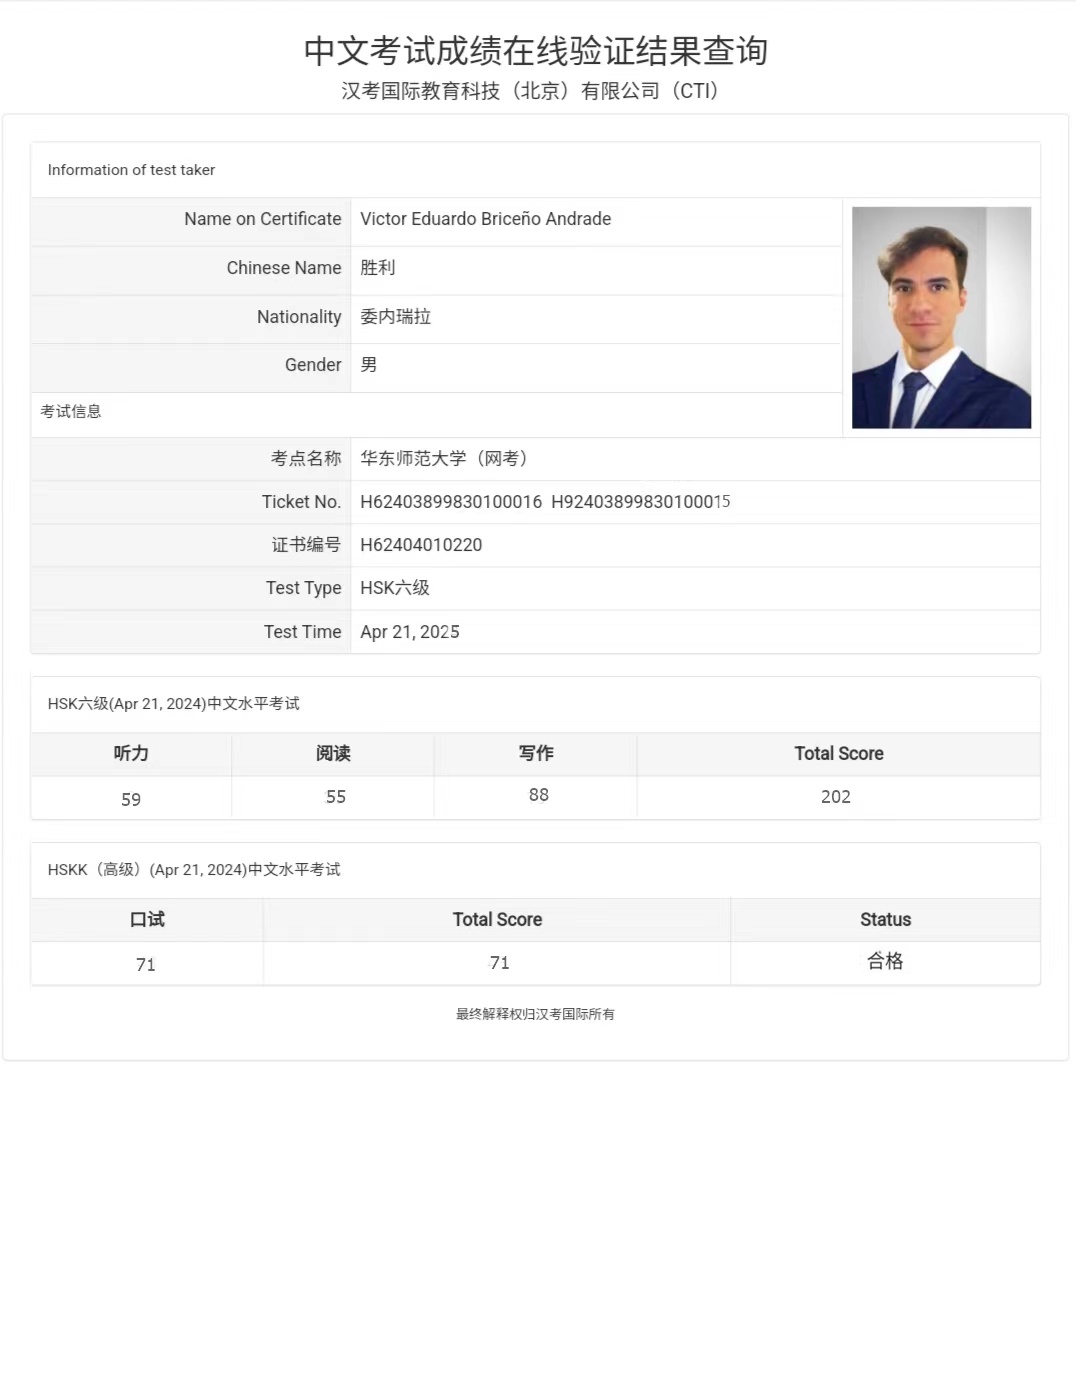 中文考试成绩在线验证结果查询
汉考国际教育科技（北京）有限公司（CTI）
Information of test taker
Name on Certificate Victor Eduardo Briceño Andrade
Chinese Name 胜利
Nationality 委内瑞拉
Gender 男
考试信息
考点名称 华东师范大学（网考）
Ticket No. H62403899830100016 H92403899830100015
证书编号 H62404010220
Test Type HSK六级
Test Time Apr 21, 2025
HSK六级(Apr 21, 2024)中文水平考试
听力 阅读 写作 Total Score
59 55 88 202
HSKK（高级）(Apr 21, 2024)中文水平考试
口试 Total Score Status
71 71 合格
最终解释权归汉考国际所有